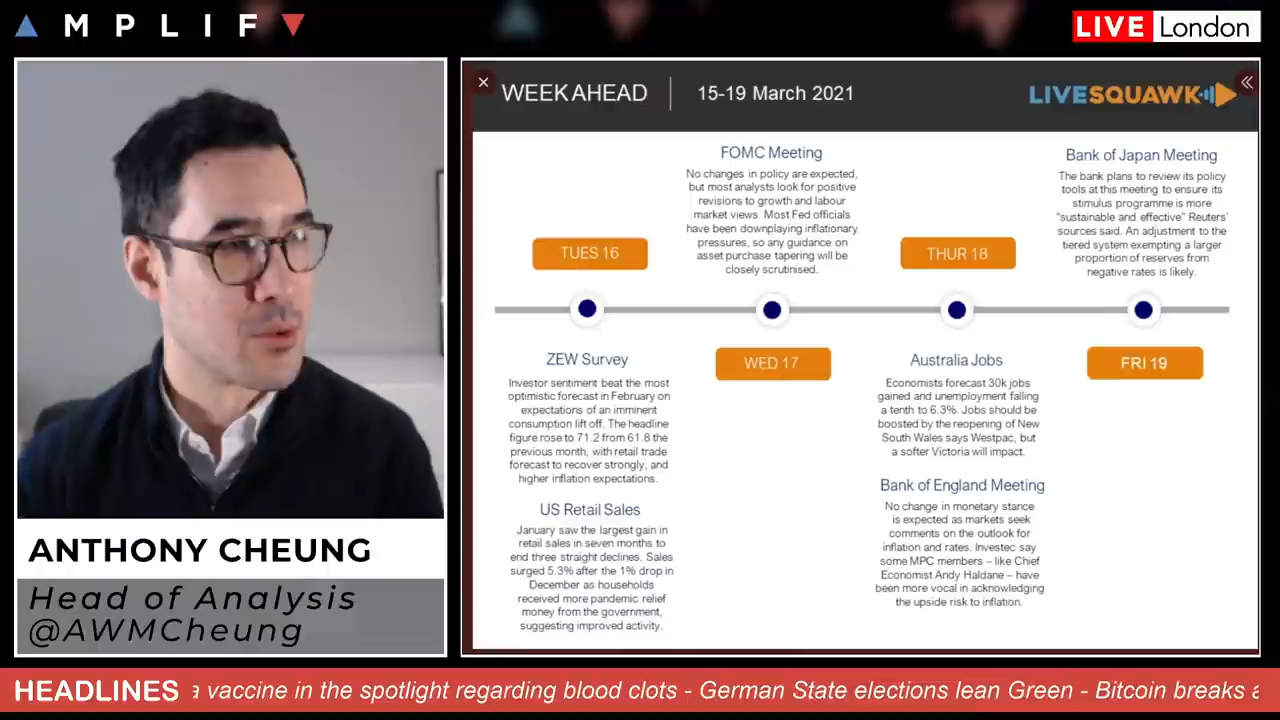 MPLIF
LIVE London
WEEK AHEAD
15-19 March 2021
LIVESQUAWK
FOMC Meeting
No changes in policy are expected,
but most analysts look for positive
revisions to growth and labour
market views. Most Fed officials
have been downplaying inflationary
pressures, so any guidance on
asset purchase tapering will be
closely scrutinised.
Bank of Japan Meeting
The bank plans to review its policy
tools at this meeting to ensure its
stimulus programme is more
“sustainable and effective” Reuters’
sources said. An adjustment to the
tiered system exempting a larger
proportion of reserves from
negative rates is likely.
TUES 16
THUR 18
WED 17
FRI 19
ZEW Survey
Investor sentiment beat the most
optimistic forecast in February on
expectations of an imminent
consumption lift off. The headline
figure rose to 71.2 from 61.8 the
previous month, with retail trade
forecast to recover strongly, and
higher inflation expectations.
US Retail Sales
January saw the largest gain in
retail sales in seven months to
end three straight declines. Sales
surged 5.3% after the 1% drop in
December as households
received more pandemic relief
money from the government,
suggesting improved activity.
Australia Jobs
Economists forecast 30k jobs
gained and unemployment falling
a tenth to 6.3%. Jobs should be
boosted by the reopening of New
South Wales says Westpac, but
a softer Victoria will impact.
Bank of England Meeting
No change in monetary stance
is expected as markets seek
comments on the outlook for
inflation and rates. Investec say
some MPC members – like Chief
Economist Andy Haldane – have
been more vocal in acknowledging
the upside risk to inflation.
ANTHONY CHEUNG
Head of Analysis
@AWMCheung
HEADLINES a vaccine in the spotlight regarding blood clots - German State elections lean Green - Bitcoin breaks a